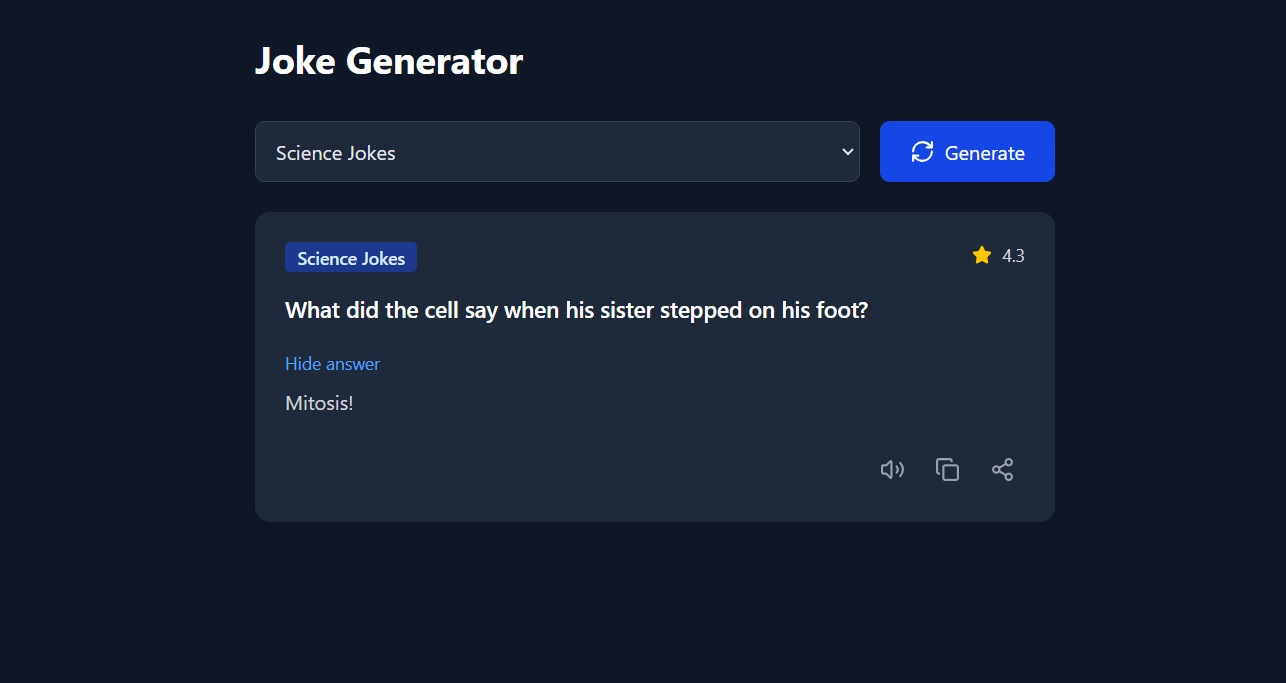 Joke Generator
Science Jokes
Generate
Science Jokes
4.3
What did the cell say when his sister stepped on his foot?
Hide answer
Mitosis!